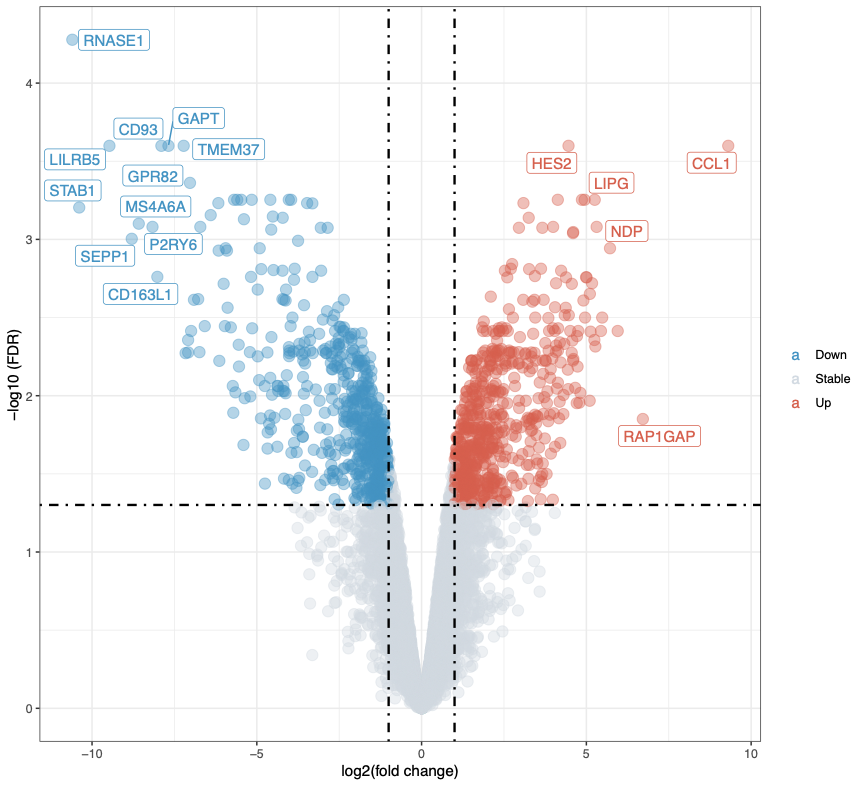 RNASE1
4
GAPT
CD93
TMEM37
LILRB5
HES2
CCL1
GPR82
LIPG
STAB1
MS4A6A
NDP
3
P2RY6
SEPP1
CD163L1
−log10 (FDR)
a Down
a Stable
a Up
2
RAP1GAP
1
0
−10
−5
0
5
10
log2(fold change)